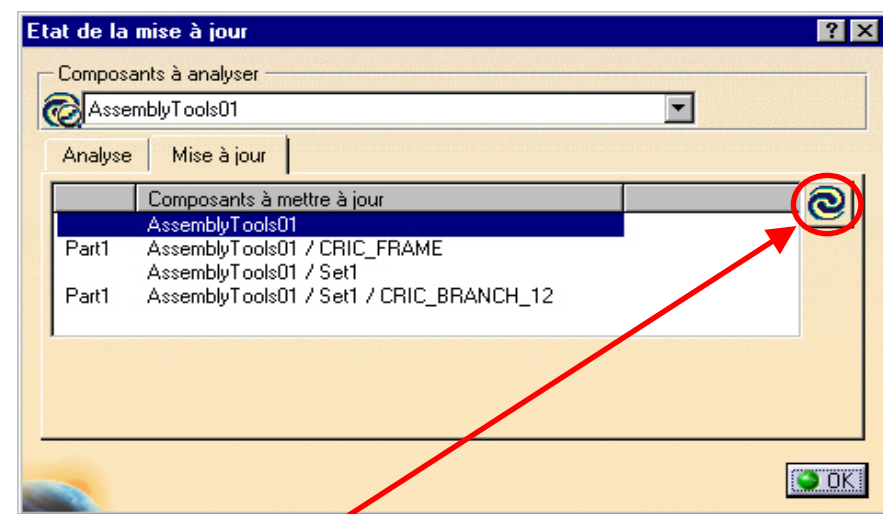 Etat de la mise à jour
Composants à analyser
AssemblyTools01
Analyse Mise à jour
Composants à mettre à jour
AssemblyTools01
Part1 AssemblyTools01 / CRIC_FRAME
AssemblyTools01 / Set1
Part1 AssemblyTools01 / Set1 / CRIC_BRANCH_12
OK